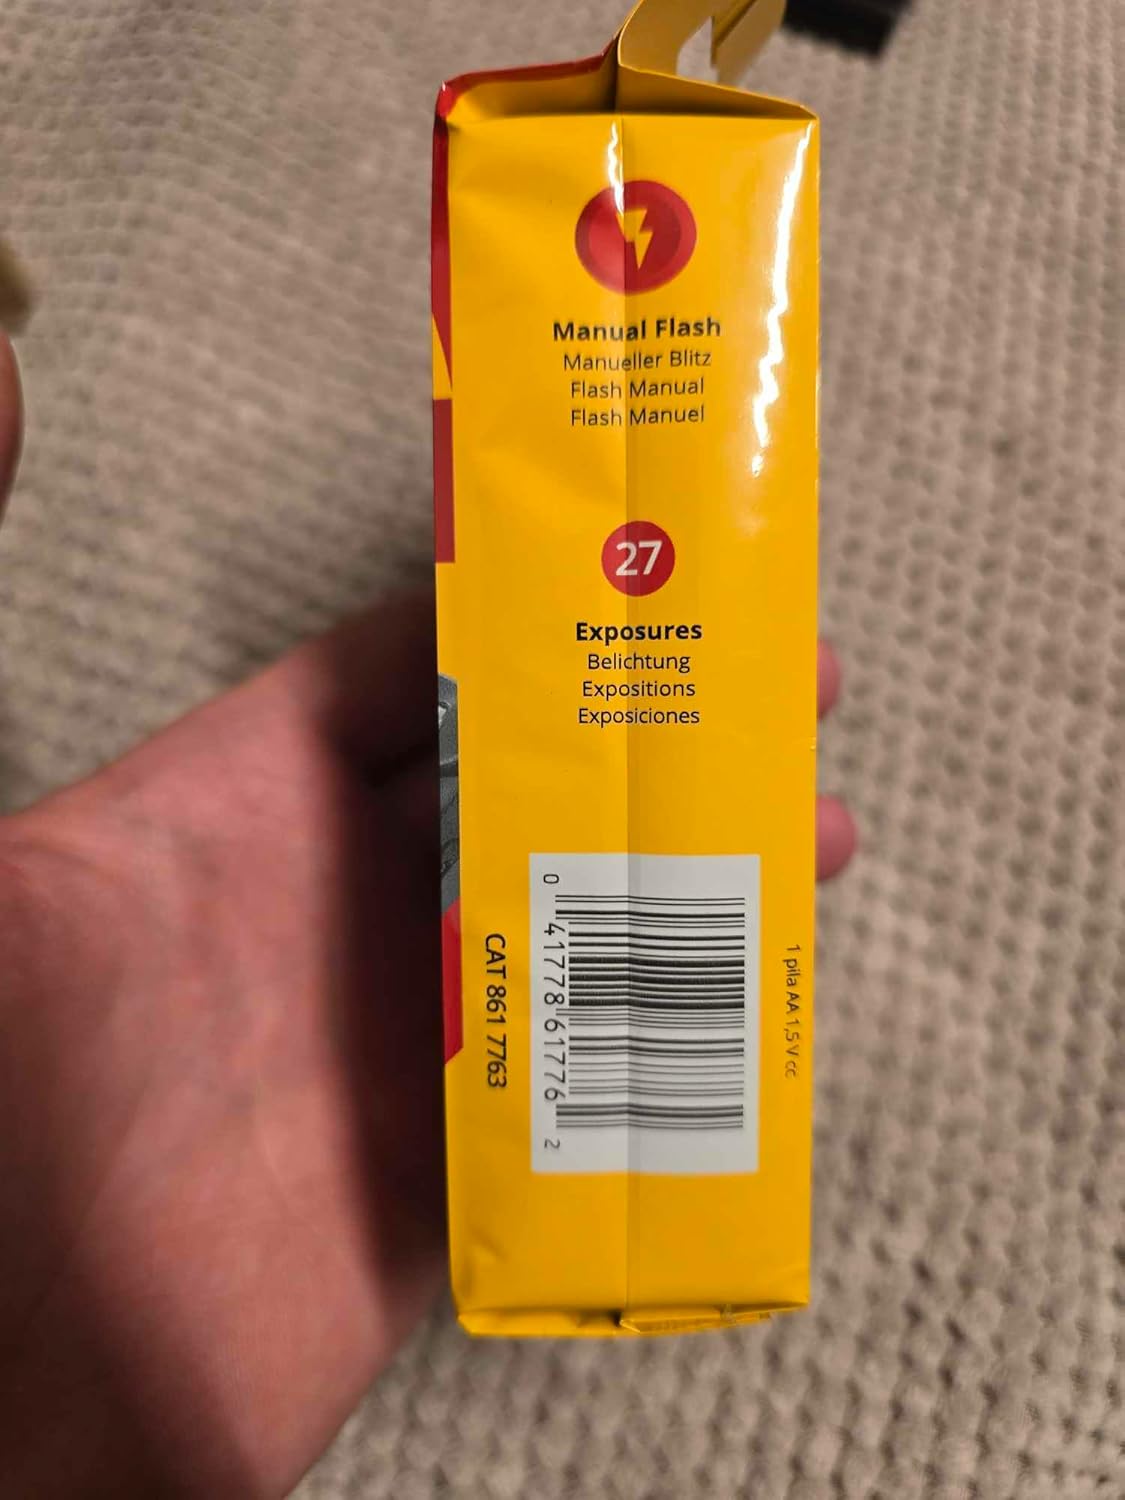 Manual Flash
Manueller Blitz
Flash Manual
Flash Manuel
27
Exposures
Belichtung
Expositions
Exposiciones
0 41778 61776 2
CAT 861 7763
1 pila AA 1,5 V cc